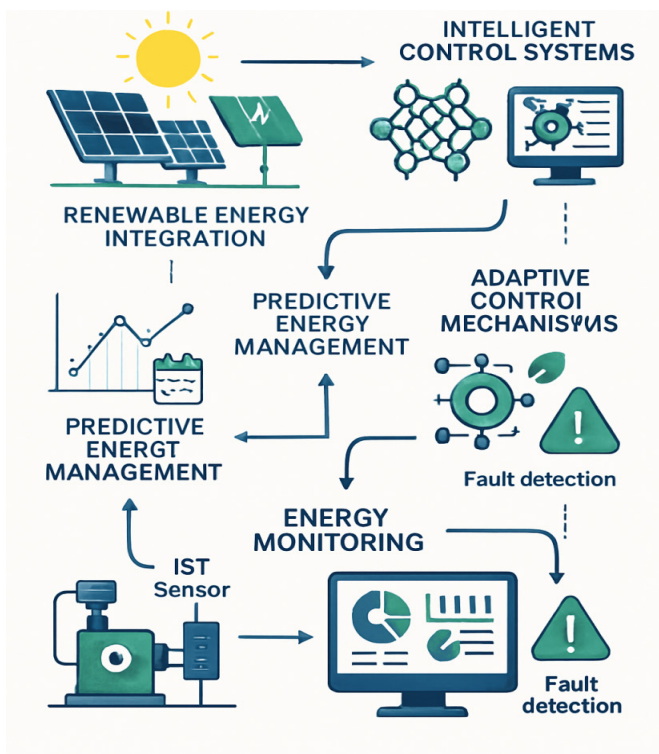 INTELLIGENT
CONTROL SYSTEMS
RENEWABLE ENERGY
INTEGRATION
PREDICTIVE
ENERGY
MANAGEMENT
ADAPTIVE
CONTROI
PREDICTIVE
ENERGT
MANAGEMENT
Fault detection
ENERGY
MONITORING
IST
Sensor
Fault
detection